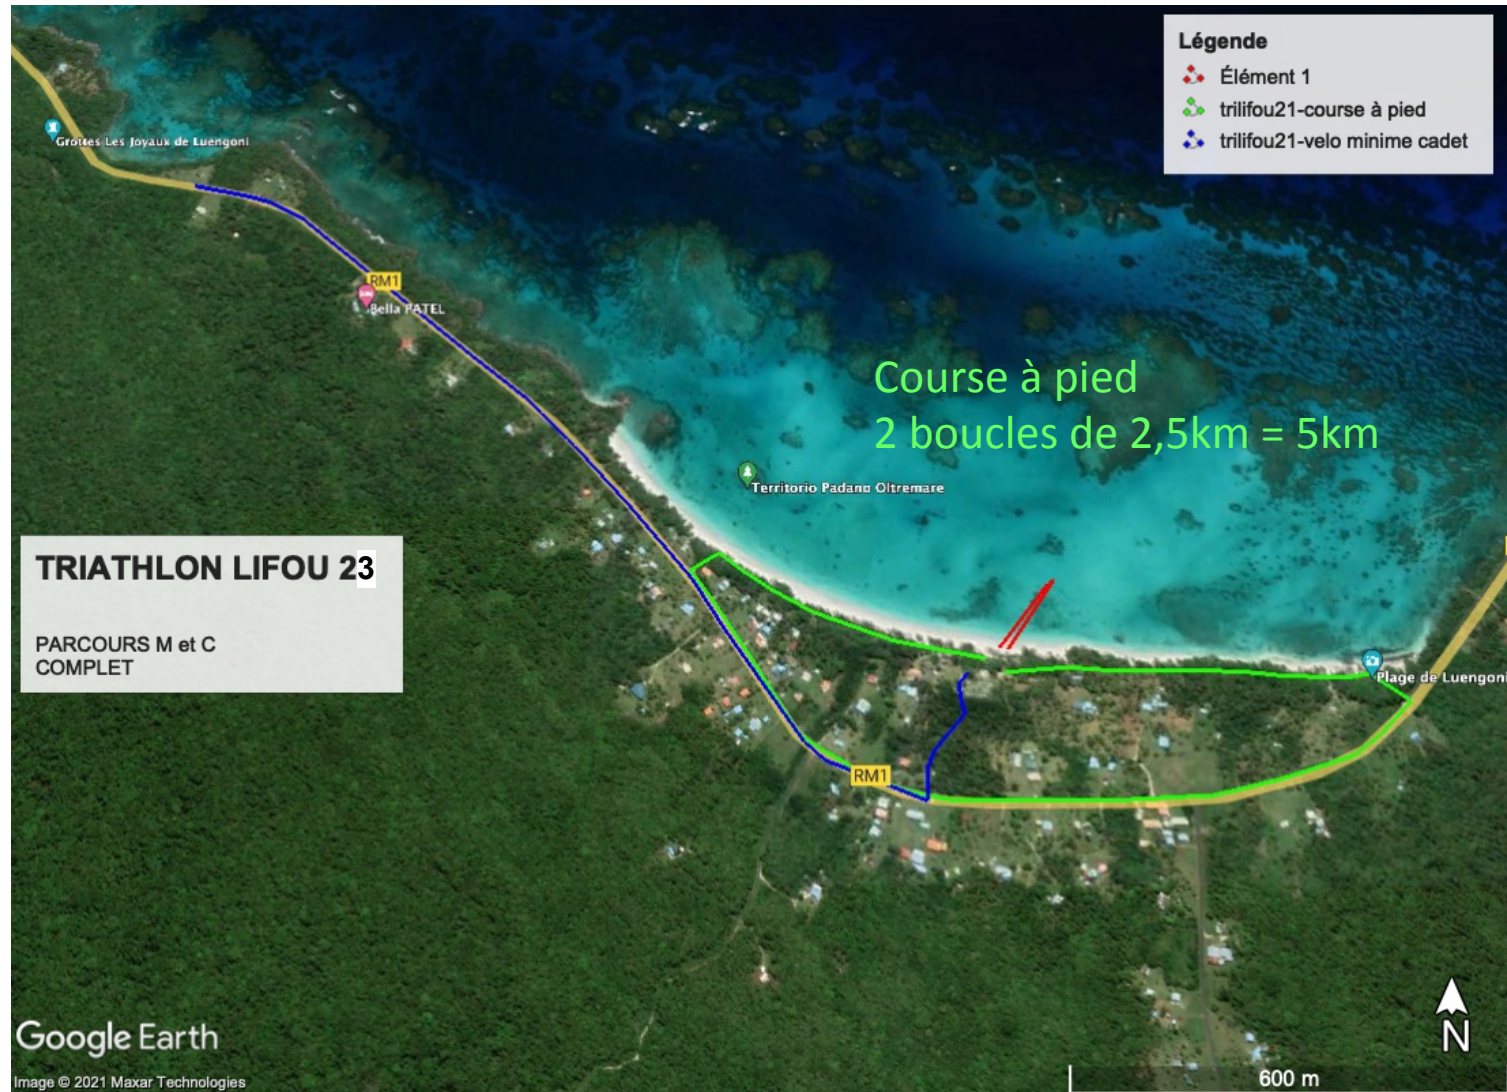 Légende
Élément 1
trilifou21-course à pied
trilifou21-velo minime cadet
Grottes Les Joyaux de Luengoni
RM1
Bella PATEL
Course à pied
2 boucles de 2,5km = 5km
Territorio Padano Oltremare
TRIATHLON LIFOU 23
PARCOURS M et C
COMPLET
Plage de Luengoni
RM1
Google Earth
N
Image © 2021 Maxar Technologies
600 m